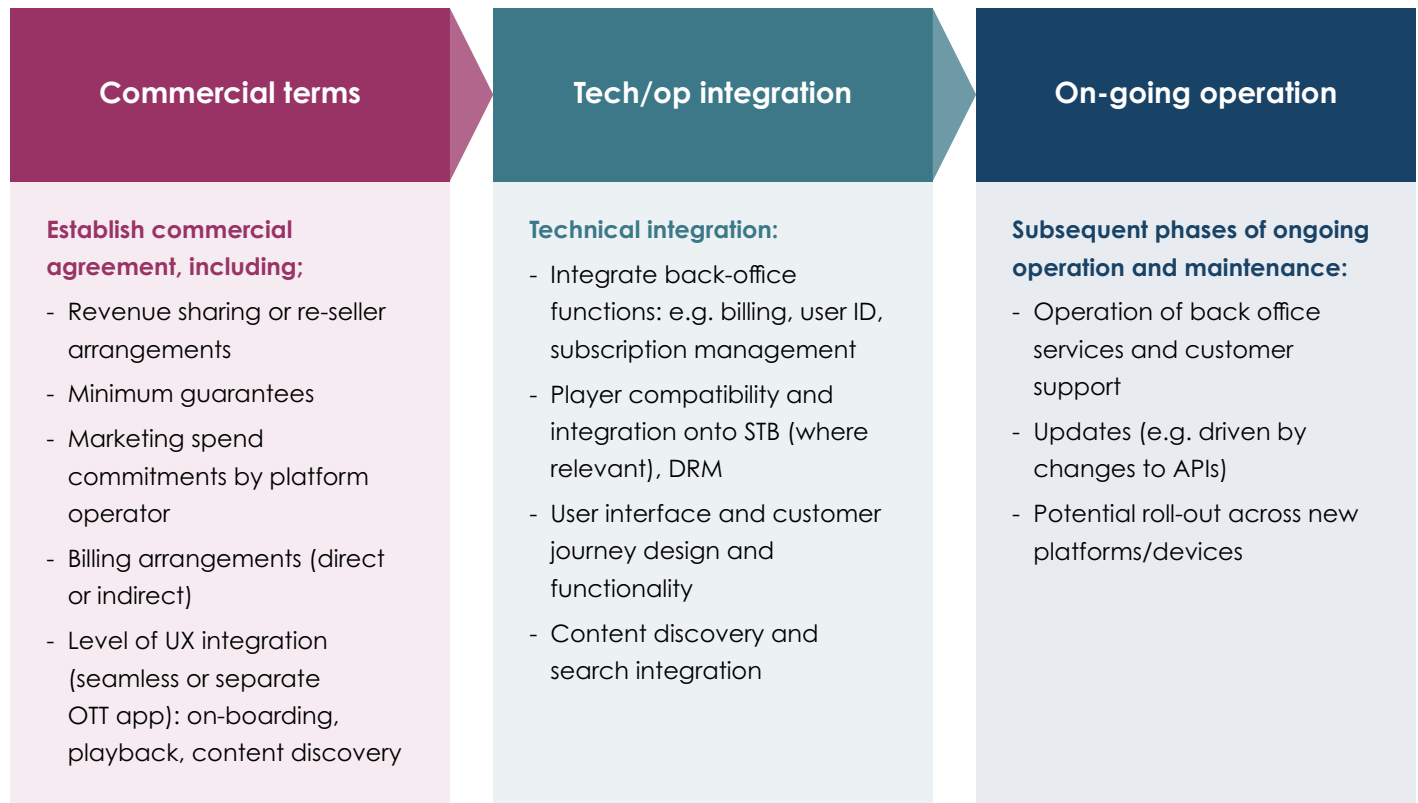 Commercial terms
Establish commercial
agreement, including;
- Revenue sharing or re-seller
arrangements
- Minimum guarantees
- Marketing spend
commitments by platform
operator
- Billing arrangements (direct
or indirect)
- Level of UX integration
(seamless or separate
OTT app): on-boarding,
playback, content discovery
Tech/op integration
Technical integration:
- Integrate back-office
functions: e.g. billing, user ID,
subscription management
- Player compatibility and
integration onto STB (where
relevant), DRM
- User interface and customer
journey design and
functionality
- Content discovery and
search integration
On-going operation
Subsequent phases of ongoing
operation and maintenance:
- Operation of back office
services and customer
support
- Updates (e.g. driven by
changes to APIs)
- Potential roll-out across new
platforms/devices